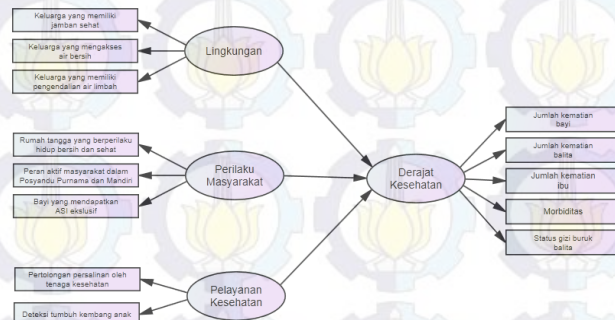 Keluarga yang memiliki
jamban sehat
Keluarga yang mengakses
air bersih
Keluarga yang memiliki
pengendalian air limbah
Lingkungan
Rumah tangga yang berperilaku
hidup bersih dan sehat
Peran aktif masyarakat dalam
Posyandu Purnama dan Mandiri
Bayi yang mendapatkan
ASI ekslusif
Perilaku
Masyarakat
Pertolongan persalinan oleh
tenaga kesehatan
Deteksi tumbuh kembang anak
Pelayanan
Kesehatan
Derajat
Kesehatan
Jumlah kematian
bayi
Jumlah kematian
balita
Jumlah kematian
ibu
Morbiditas
Status gizi buruk
balita